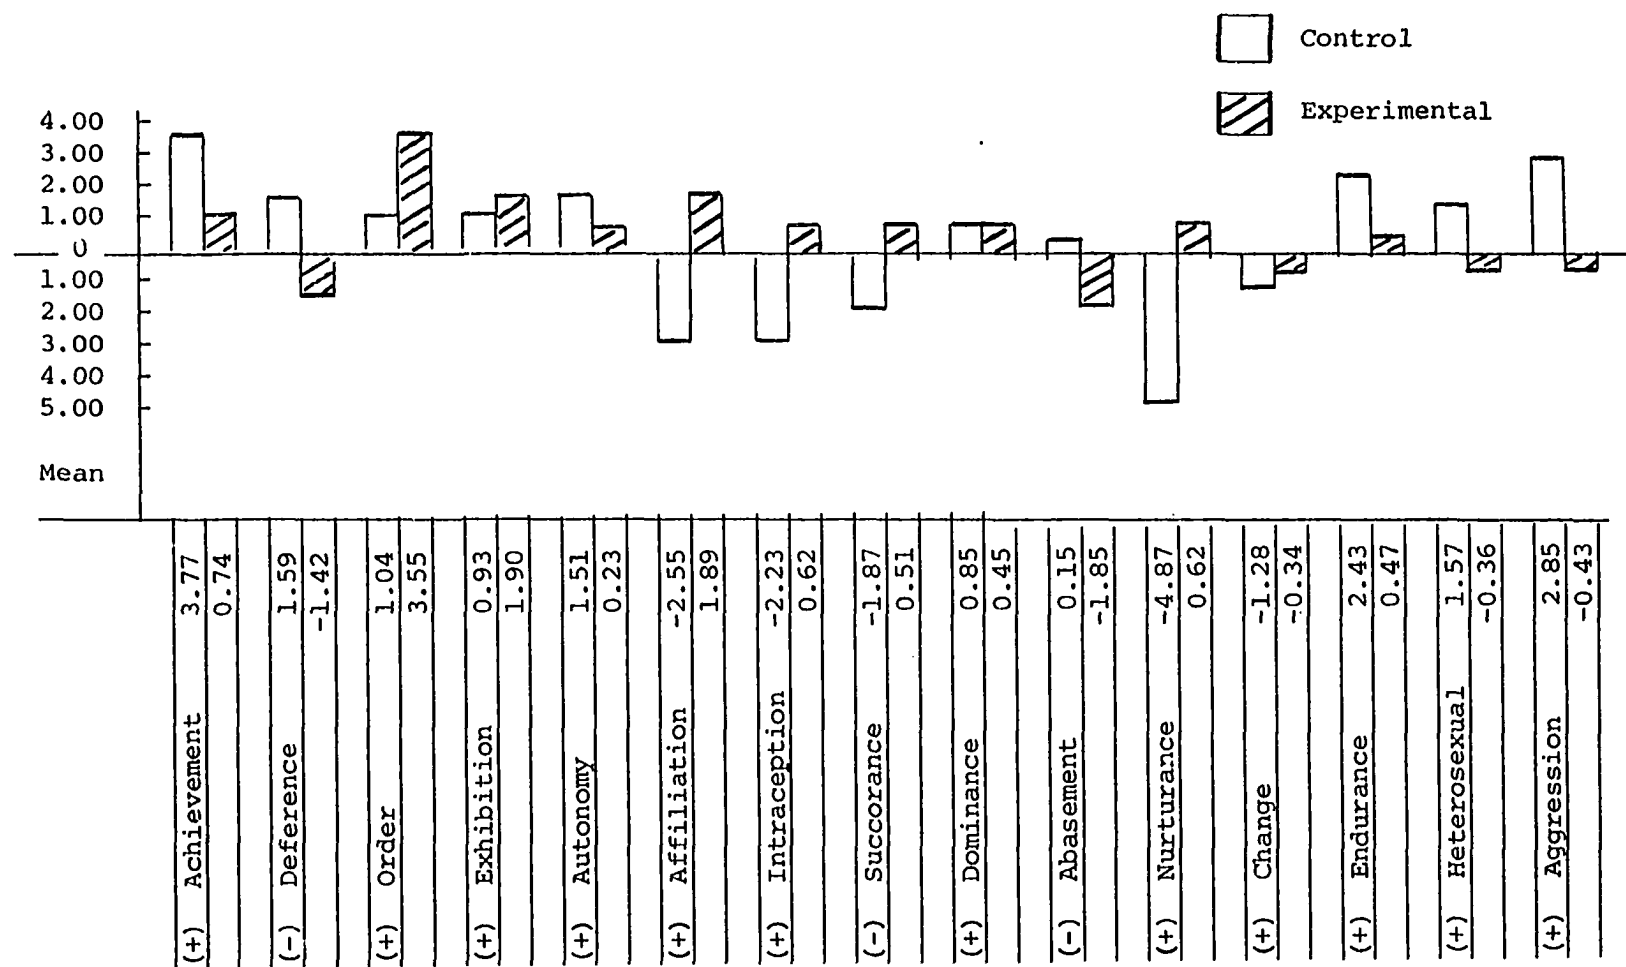 Control
Experimental
4.00
3.00
2.00
1.00
0
1.00
2.00
3.00
4.00
5.00
Mean
(+) Achievement 3.77
0.74
(-) Deference 1.59
-1.42
(+) Order 1.04
3.55
(+) Exhibition 0.93
1.90
(+) Autonomy 1.51
0.23
(+) Affiliation -2.55
1.89
(+) Intraception -2.23
0.62
(-) Succorance -1.87
0.51
(+) Dominance 0.85
0.45
(-) Abasement 0.15
-1.85
(+) Nurturance -4.87
0.62
(+) Change -1.28
-0.34
(+) Endurance 2.43
0.47
(+) Heterosexual 1.57
-0.36
(+) Aggression 2.85
-0.43